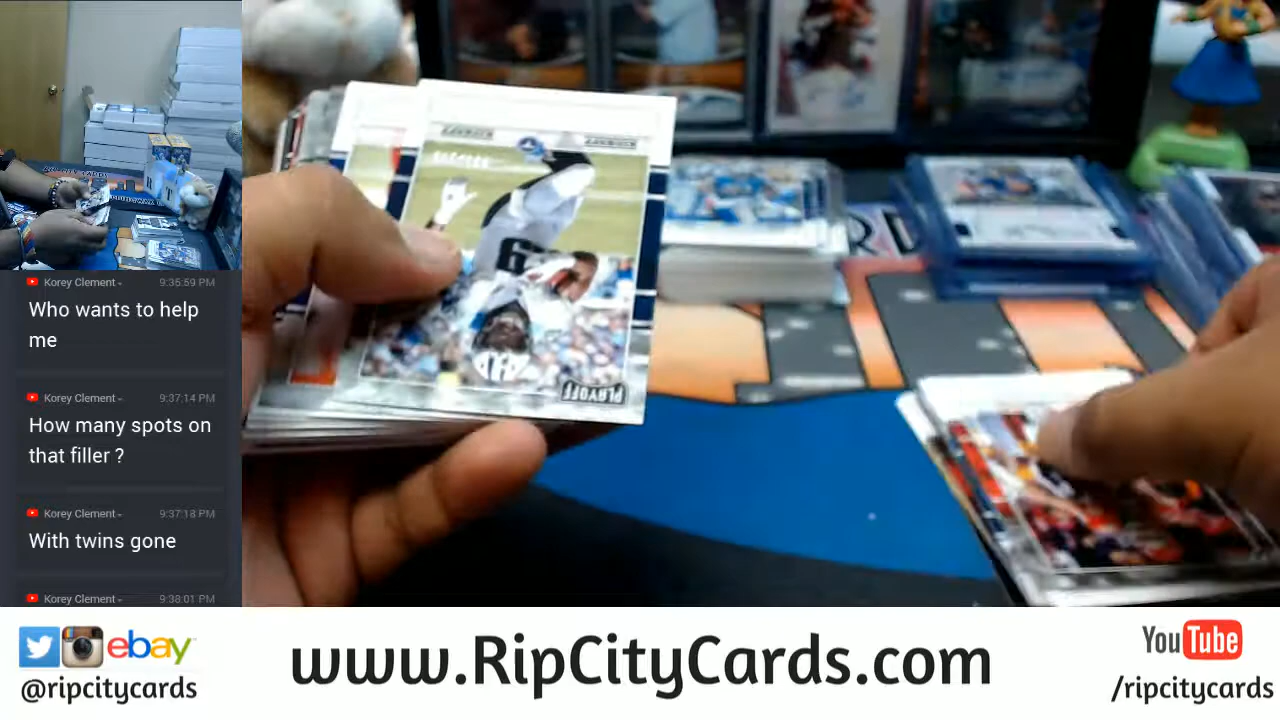 Korey Clement 9:35:59 PM
Who wants to help
me
Korey Clement 9:37:14 PM
How many spots on
that filler ?
Korey Clement 9:37:18 PM
With twins gone
Korey Clement 9:38:01 PM
PLAYOFF
ebay
@ripcitycards
www.RipCityCards.com
YouTube
/ripcitycards